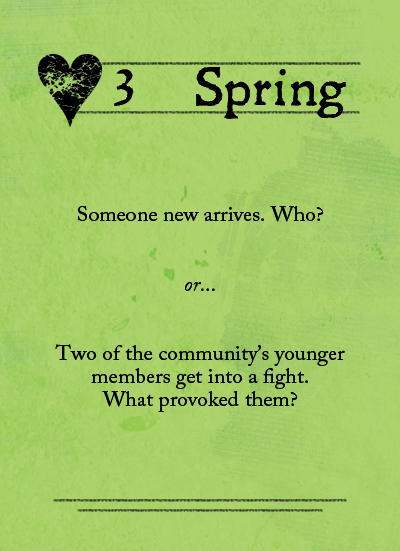 3 Spring
Someone new arrives. Who?
or...
Two of the community's younger
members get into a fight.
What provoked them?